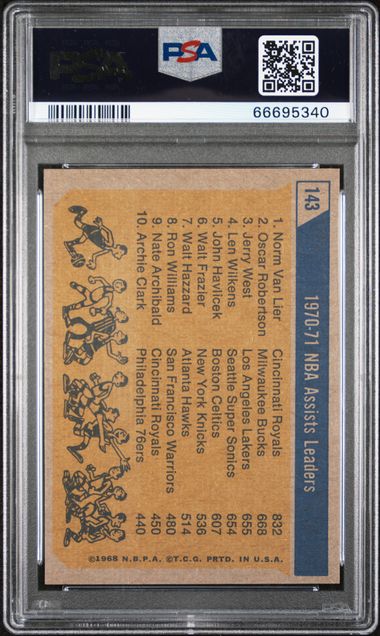 PSA
PSA
66695340
143
1970-71 NBA Assists Leaders
1. Norm Van Lier Cincinnati Royals 832
2. Oscar Robertson Milwaukee Bucks 668
3. Jerry West Los Angeles Lakers 655
4. Len Wilkens Seattle Super Sonics 654
5. John Havlicek Boston Celtics 607
6. Walt Frazier New York Knicks 536
7. Walt Hazzard Atlanta Hawks 514
8. Ron Williams San Francisco Warriors 480
9. Nate Archibald Cincinnati Royals 450
10. Archie Clark Philadelphia 76ers 440
©1968 N.B.P.A. ©T.C.G. PRTD. IN U.S.A.